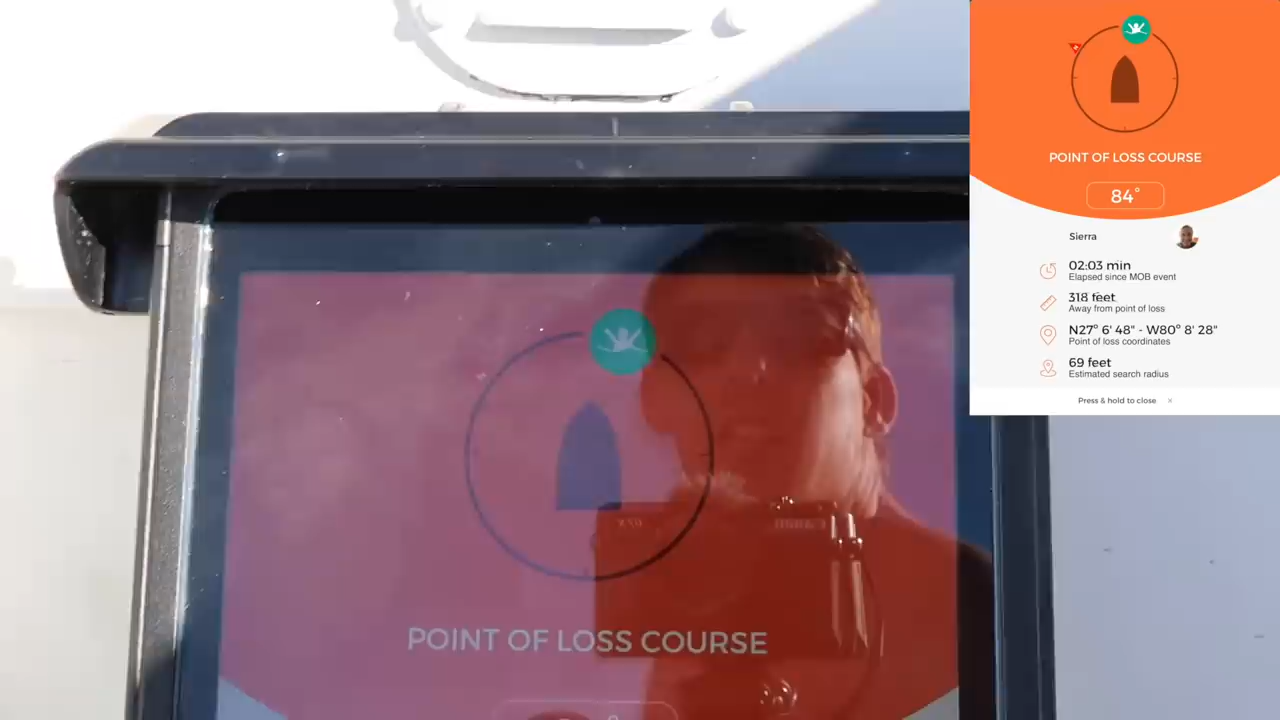 POINT OF LOSS COURSE
84°
Sierra
02:03 min
Elapsed since MOB event
318 feet
Away from point of loss
N27° 6' 48" - W80° 8' 28"
Point of loss coordinates
69 feet
Estimated search radius
Press & hold to close ×
POINT OF LOSS COURSE